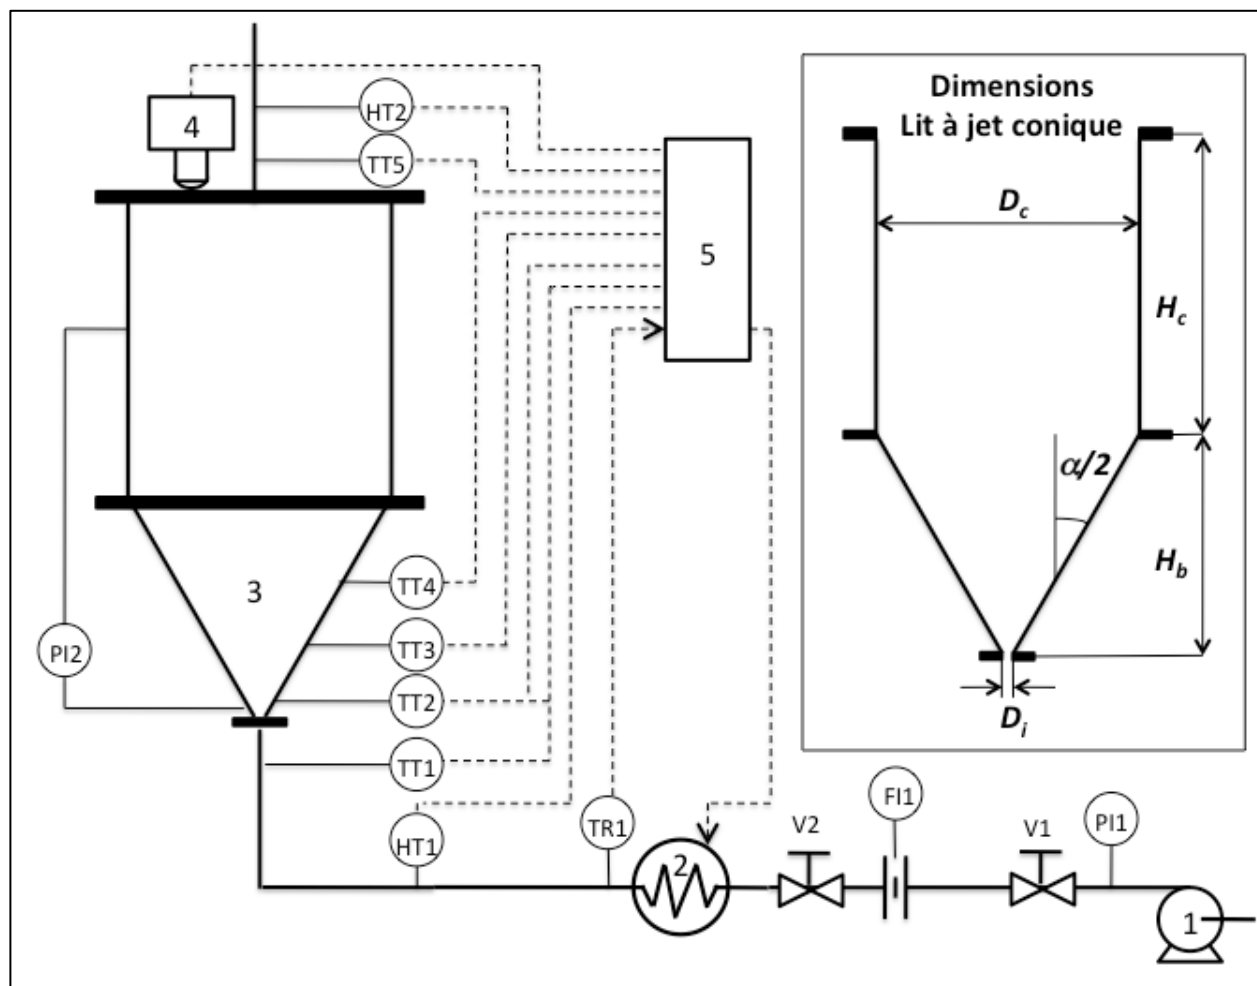 4
HT2
TT5
5
3
TT4
TT3
TT2
TT1
PI2
HT1
TR1
2
V2
FI1
V1
PI1
1
Dimensions
Lit à jet conique
D_c
H_c
α/2
H_b
D_i